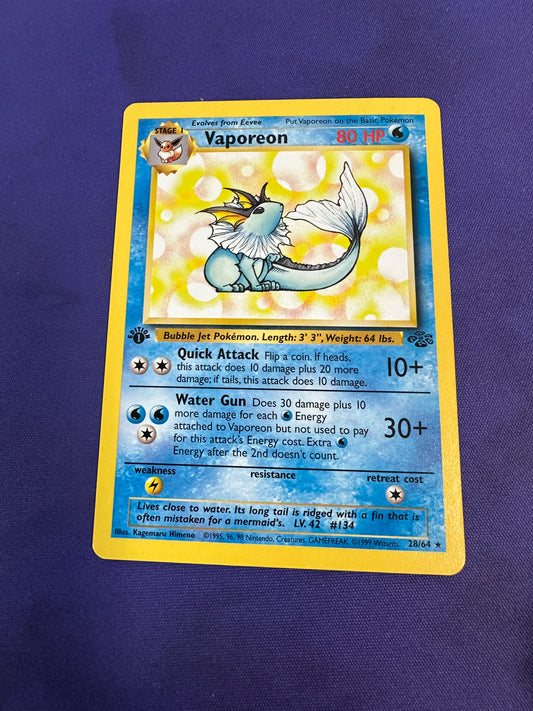 Evolves from Eevee Put Vaporeon on the Basic Pokémon
STAGE 1
Vaporeon 80 HP
EDITION 1
Bubble Jet Pokémon. Length: 3' 3", Weight: 64 lbs.
Quick Attack Flip a coin. If heads,
this attack does 10 damage plus 20 more
damage; if tails, this attack does 10 damage.
10+
Water Gun Does 30 damage plus 10
more damage for each Energy
attached to Vaporeon but not used to pay
for this attack's Energy cost. Extra
Energy after the 2nd doesn't count.
30+
weakness resistance retreat cost
Lives close to water. Its long tail is ridged with a fin that is
often mistaken for a mermaid's. LV. 42 #134
Illus. Kagemaru Himeno ©1995, 96, 98 Nintendo, Creatures, GAMEFREAK. ©1999 Wizards. 28/64 ★